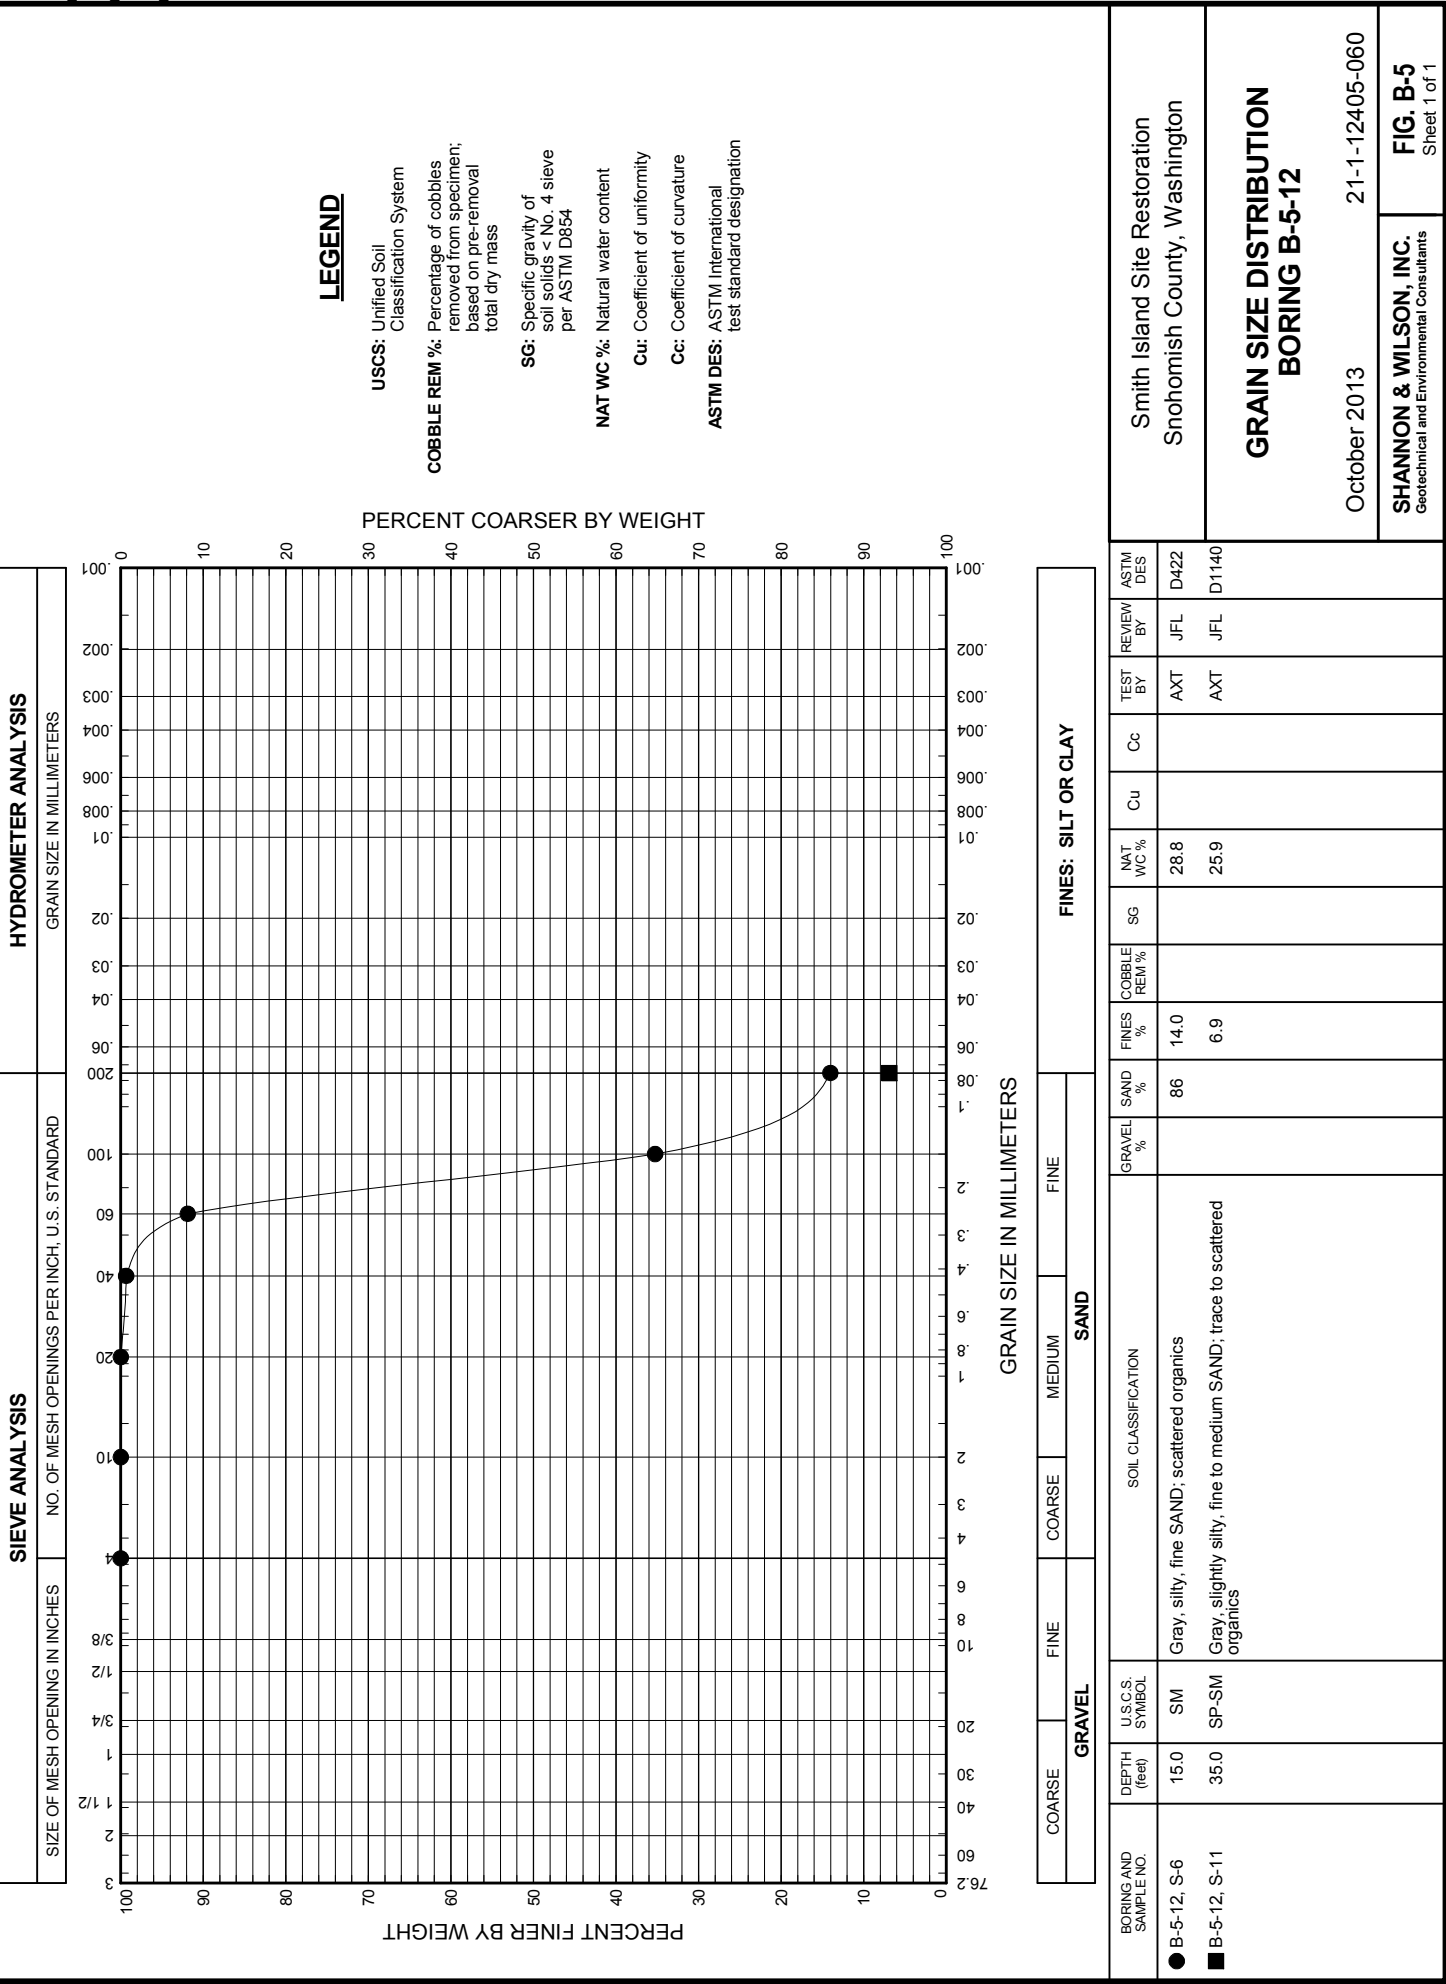 SIEVE ANALYSIS
HYDROMETER ANALYSIS
SIZE OF MESH OPENING IN INCHES
NO. OF MESH OPENINGS PER INCH, U.S. STANDARD
GRAIN SIZE IN MILLIMETERS
3
2
1 1/2
1
3/4
1/2
3/8
4
10
20
40
60
100
200
.06
.04
.03
.02
.01
.008
.006
.004
.003
.002
.001
PERCENT FINER BY WEIGHT
100
90
80
70
60
50
40
30
20
10
0
PERCENT COARSER BY WEIGHT
0
10
20
30
40
50
60
70
80
90
100
76.2
60
40
30
20
10
8
6
4
3
2
1
.8
.6
.4
.3
.2
.1
.08
.06
.04
.03
.02
.01
.008
.006
.004
.003
.002
.001
GRAIN SIZE IN MILLIMETERS
COARSE
FINE
COARSE
MEDIUM
FINE
FINES: SILT OR CLAY
GRAVEL
SAND
LEGEND
USCS: Unified Soil
Classification System
COBBLE REM %: Percentage of cobbles
removed from specimen;
based on pre-removal
total dry mass
SG: Specific gravity of
soil solids < No. 4 sieve
per ASTM D854
NAT WC %: Natural water content
Cu: Coefficient of uniformity
Cc: Coefficient of curvature
ASTM DES: ASTM International
test standard designation
BORING AND
SAMPLE NO.
DEPTH
(feet)
U.S.C.S.
SYMBOL
SOIL CLASSIFICATION
GRAVEL
%
SAND
%
FINES
%
COBBLE
REM %
SG
NAT
WC %
Cu
Cc
TEST
BY
REVIEW
BY
ASTM
DES
B-5-12, S-6 15.0 SM Gray, silty, fine SAND; scattered organics 86 14.0 28.8 AXT JFL D422
B-5-12, S-11 35.0 SP-SM Gray, slightly silty, fine to medium SAND; trace to scattered 6.9 25.9 AXT JFL D1140
organics
Smith Island Site Restoration
Snohomish County, Washington
GRAIN SIZE DISTRIBUTION
BORING B-5-12
October 2013 21-1-12405-060
SHANNON & WILSON, INC.
Geotechnical and Environmental Consultants
FIG. B-5
Sheet 1 of 1